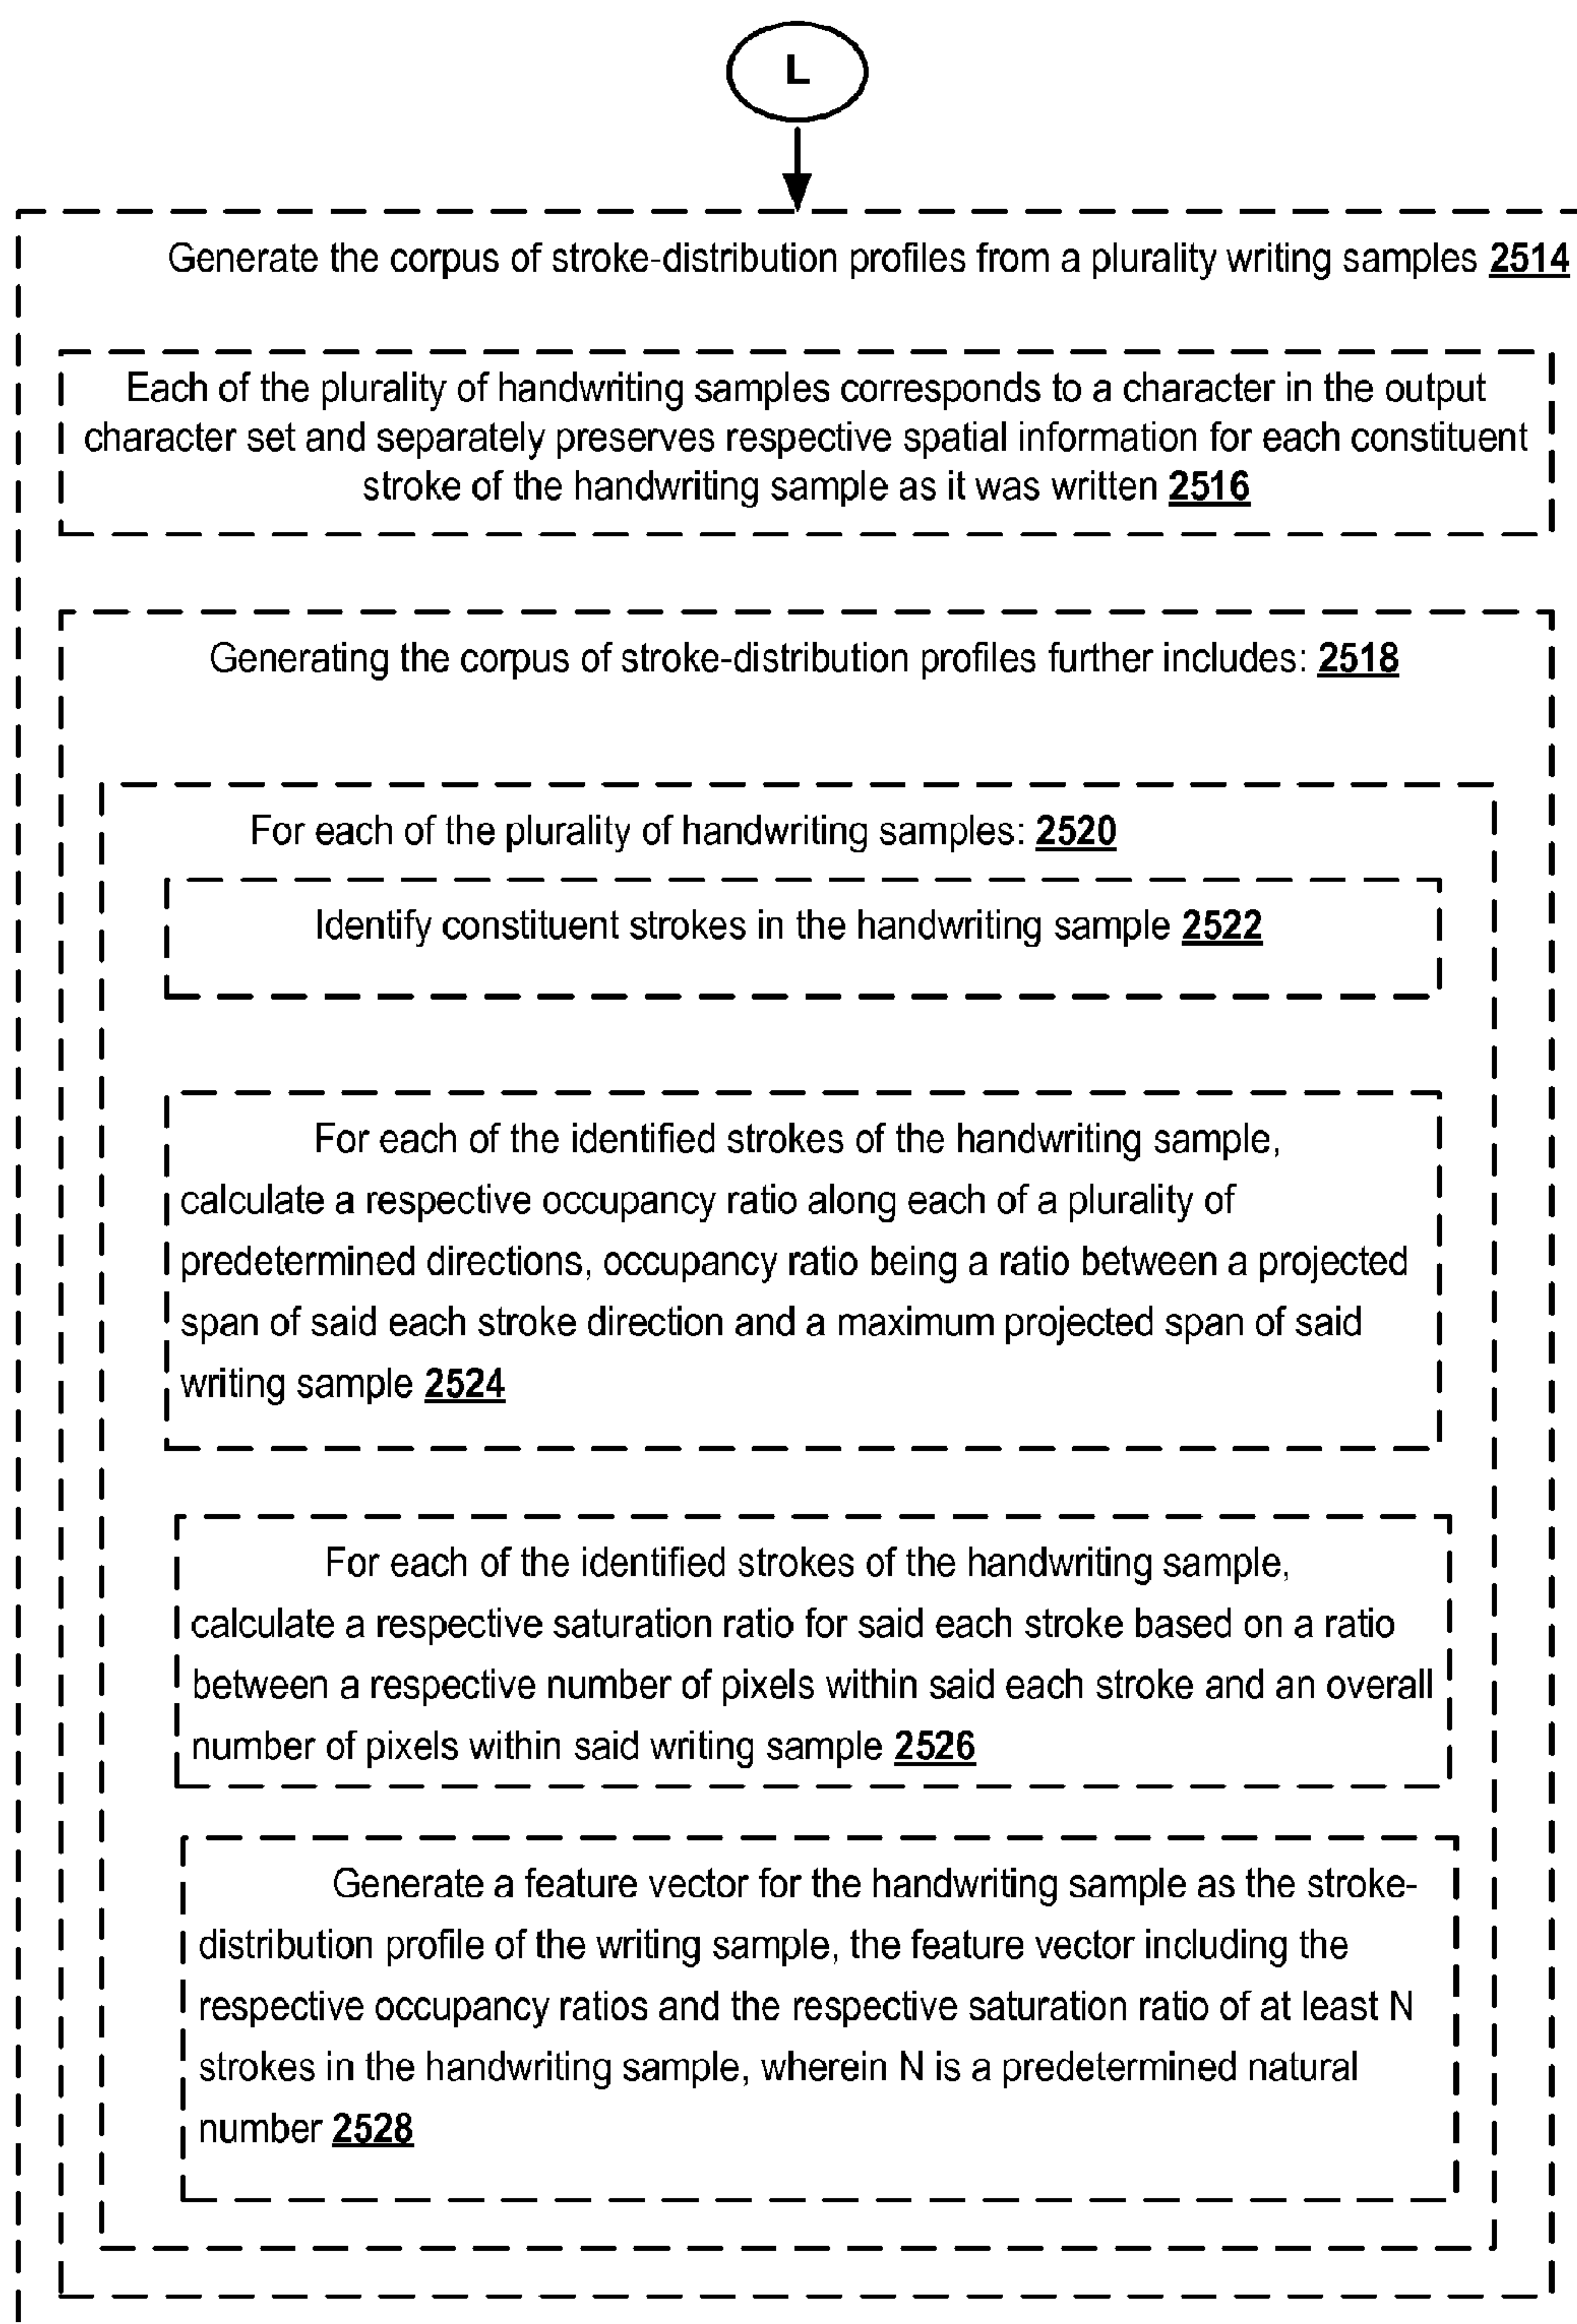 L
Generate the corpus of stroke-distribution profiles from a plurality writing samples 2514
Each of the plurality of handwriting samples corresponds to a character in the output
character set and separately preserves respective spatial information for each constituent
stroke of the handwriting sample as it was written 2516
Generating the corpus of stroke-distribution profiles further includes: 2518
For each of the plurality of handwriting samples: 2520
Identify constituent strokes in the handwriting sample 2522
For each of the identified strokes of the handwriting sample,
calculate a respective occupancy ratio along each of a plurality of
predetermined directions, occupancy ratio being a ratio between a projected
span of said each stroke direction and a maximum projected span of said
writing sample 2524
For each of the identified strokes of the handwriting sample,
calculate a respective saturation ratio for said each stroke based on a ratio
between a respective number of pixels within said each stroke and an overall
number of pixels within said writing sample 2526
Generate a feature vector for the handwriting sample as the stroke-
distribution profile of the writing sample, the feature vector including the
respective occupancy ratios and the respective saturation ratio of at least N
strokes in the handwriting sample, wherein N is a predetermined natural
number 2528